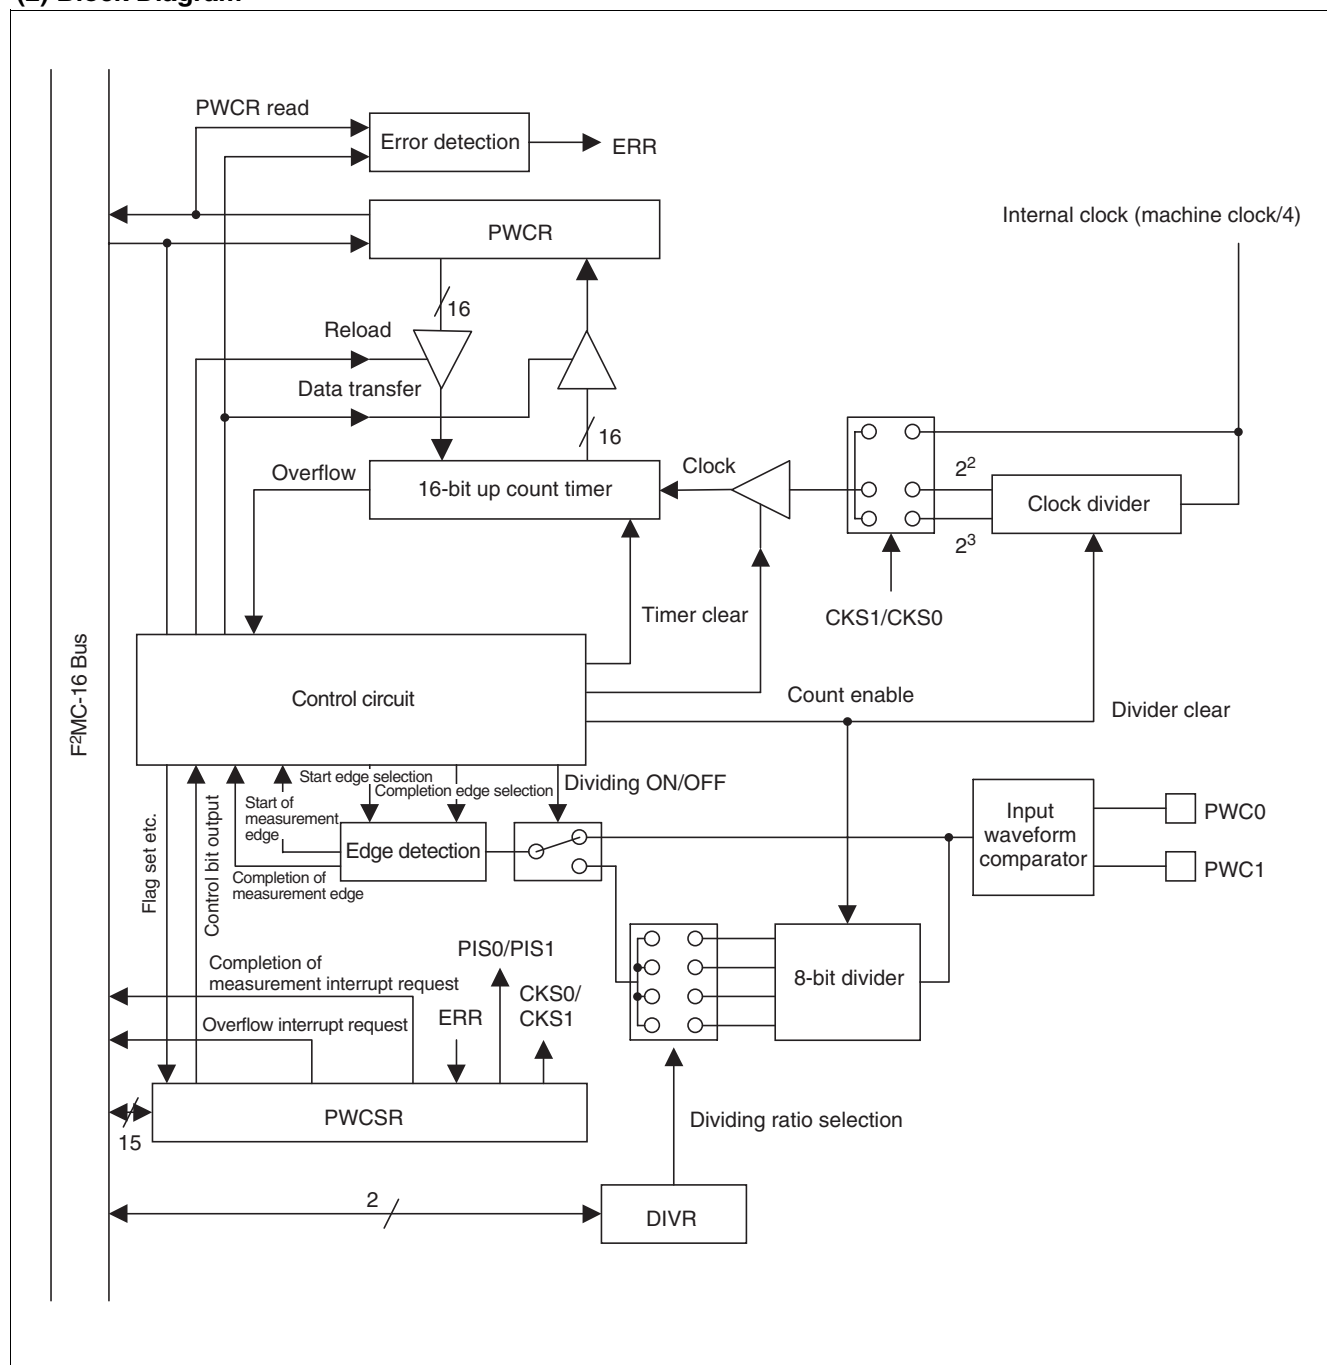 (2) Block Diagram
PWCR read
Error detection
ERR
PWCR
Internal clock (machine clock/4)
16
Reload
Data transfer
16
Overflow
16-bit up count timer
Clock
2²
Clock divider
2³
CKS1/CKS0
Timer clear
F²MC-16 Bus
Control circuit
Count enable
Divider clear
Start edge selection
Completion edge selection
Dividing ON/OFF
Flag set etc.
Control bit output
Start of
measurement
edge
Edge detection
Completion of
measurement edge
Input
waveform
comparator
PWC0
PWC1
8-bit divider
PIS0/PIS1
Completion of
measurement interrupt request
CKS0/
CKS1
ERR
Overflow interrupt request
PWCSR
15
Dividing ratio selection
2
DIVR